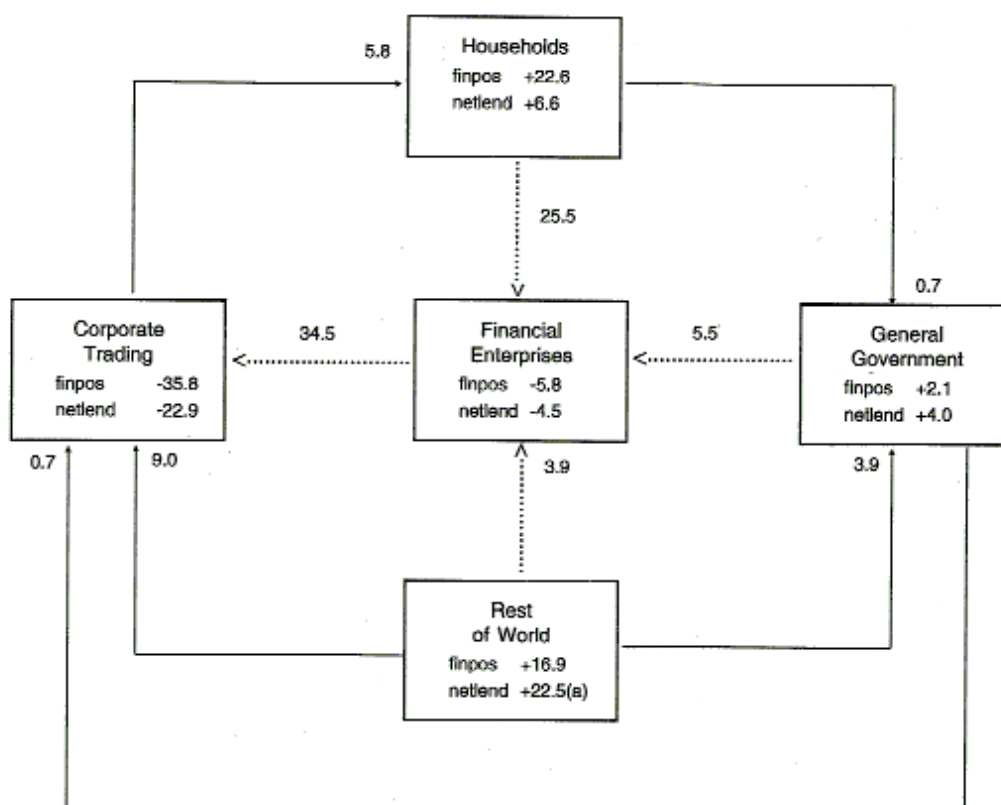 5.8
Households
finpos +22.6
netlend +6.6
25.5
0.7
Corporate
Trading
finpos -35.8
netlend -22.9
34.5
Financial
Enterprises
finpos -5.8
netlend -4.5
5.5
General
Government
finpos +2.1
netlend +4.0
0.7
9.0
3.9
3.9
Rest
of World
finpos +16.9
netlend +22.5(a)